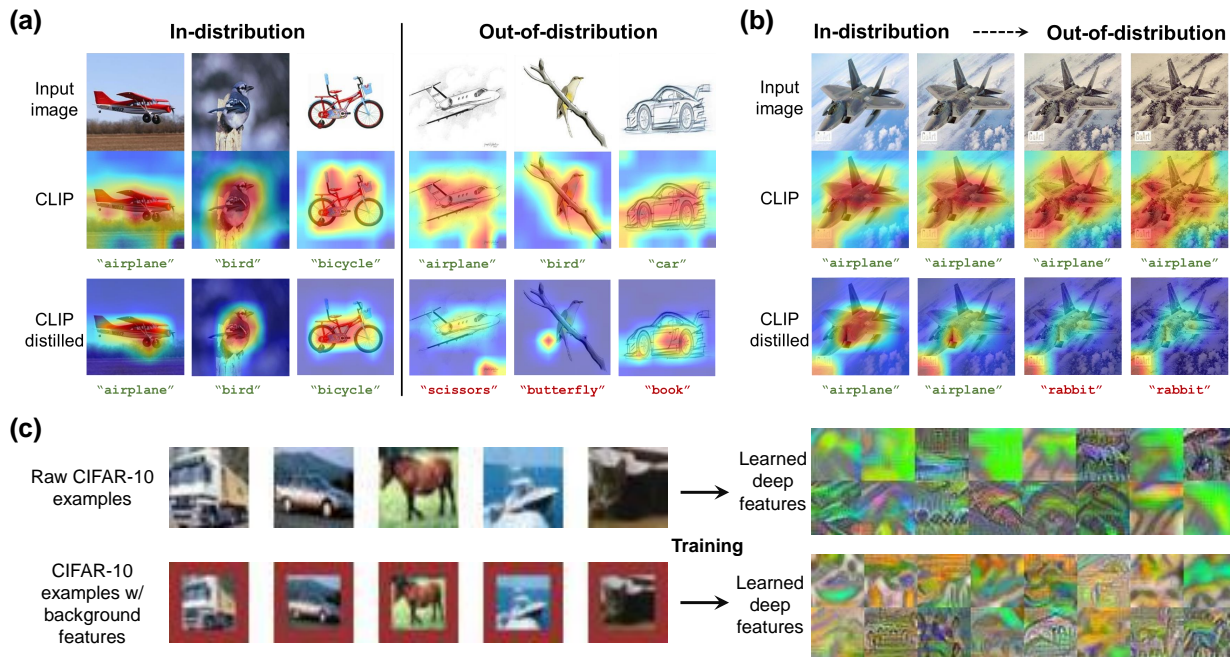 (a)
In-distribution
Out-of-distribution
Input
image
CLIP
"airplane"
"bird"
"bicycle"
"airplane"
"bird"
"car"
CLIP
distilled
"airplane"
"bird"
"bicycle"
"scissors"
"butterfly"
"book"
(b)
In-distribution
Out-of-distribution
Input
image
CLIP
"airplane"
"airplane"
"airplane"
"airplane"
CLIP
distilled
"airplane"
"airplane"
"rabbit"
"rabbit"
(c)
Raw CIFAR-10
examples
Learned
deep
features
Training
CIFAR-10
examples w/
background
features
Learned
deep
features